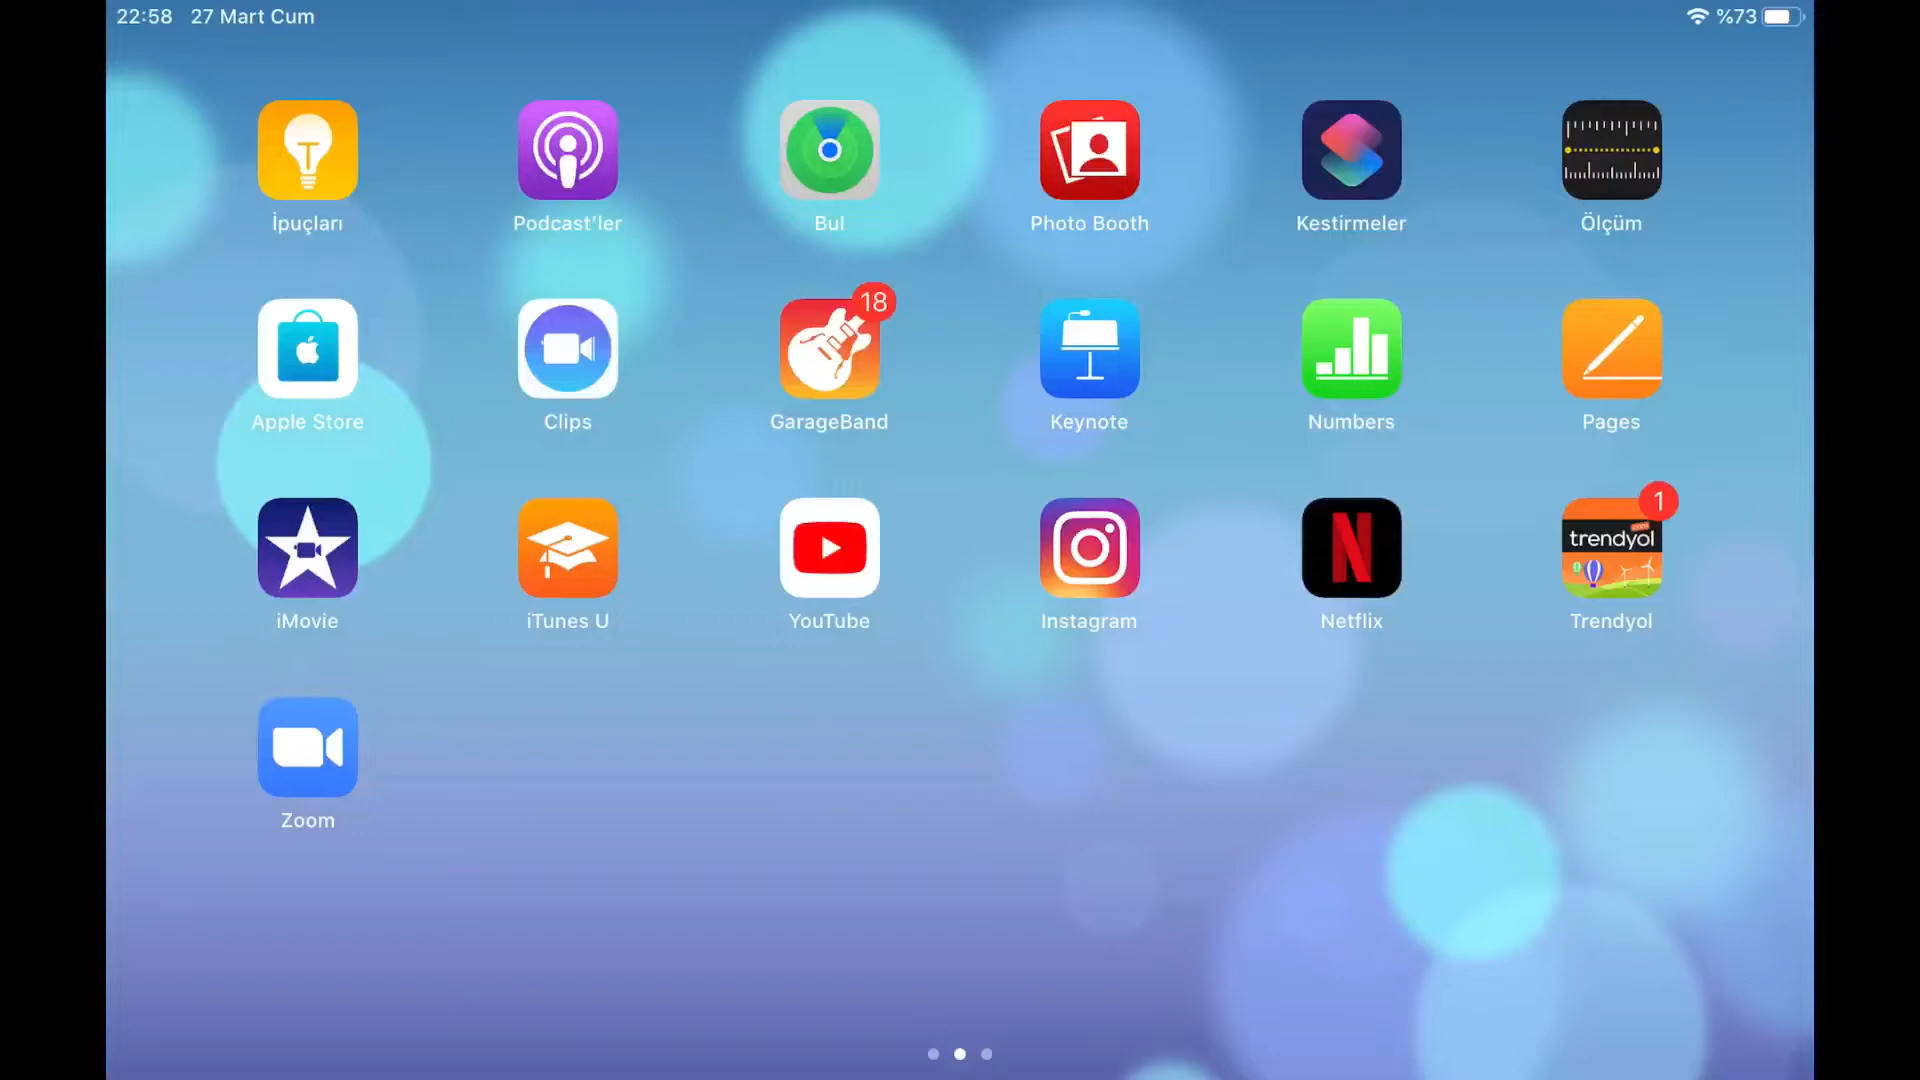 22:58 27 Mart Cum %73
İpuçları Podcast'ler Bul Photo Booth Kestirmeler Ölçüm
18
Apple Store Clips GarageBand Keynote Numbers Pages
1
trendyol.com
iMovie iTunes U YouTube Instagram Netflix Trendyol
Zoom